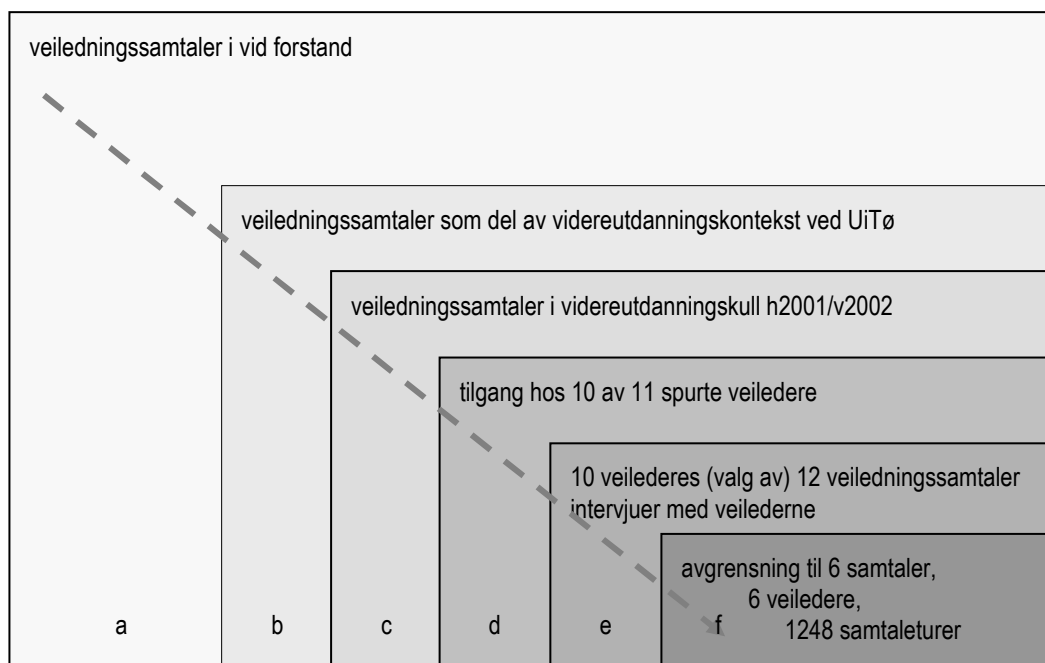 veiledningssamtaler i vid forstand
veiledningssamtaler som del av videreutdanningskontekst ved UiTø
veiledningssamtaler i videreutdanningskull h2001/v2002
tilgang hos 10 av 11 spurte veiledere
10 veilederes (valg av) 12 veiledningssamtaler
intervjuer med veilederne
avgrensning til 6 samtaler,
6 veiledere,
1248 samtaleturer
a b c d e f